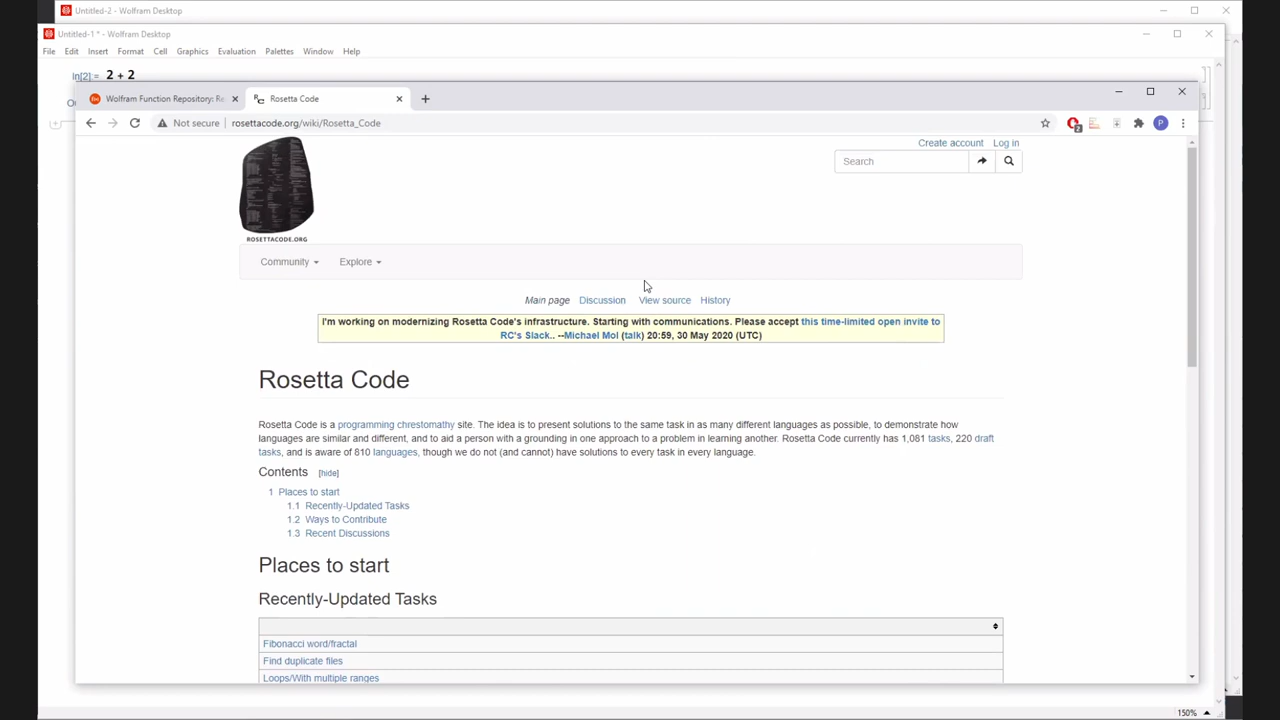 Untitled-2 - Wolfram Desktop
Untitled-1 * - Wolfram Desktop
File Edit Insert Format Cell Graphics Evaluation Palettes Window Help
In[2]:= 2 + 2
Wolfram Function Repository: Re
Rosetta Code
Not secure rosettacode.org/wiki/Rosetta_Code
2
P
Create account Log in
Search
ROSETTACODE.ORG
Community Explore
Main page Discussion View source History
I'm working on modernizing Rosetta Code's infrastructure. Starting with communications. Please accept this time-limited open invite to
RC's Slack.. --Michael Mol (talk) 20:59, 30 May 2020 (UTC)
Rosetta Code
Rosetta Code is a programming chrestomathy site. The idea is to present solutions to the same task in as many different languages as possible, to demonstrate how
languages are similar and different, and to aid a person with a grounding in one approach to a problem in learning another. Rosetta Code currently has 1,081 tasks, 220 draft
tasks, and is aware of 810 languages, though we do not (and cannot) have solutions to every task in every language.
Contents [hide]
1 Places to start
1.1 Recently-Updated Tasks
1.2 Ways to Contribute
1.3 Recent Discussions
Places to start
Recently-Updated Tasks
Fibonacci word/fractal
Find duplicate files
Loops/With multiple ranges
150%